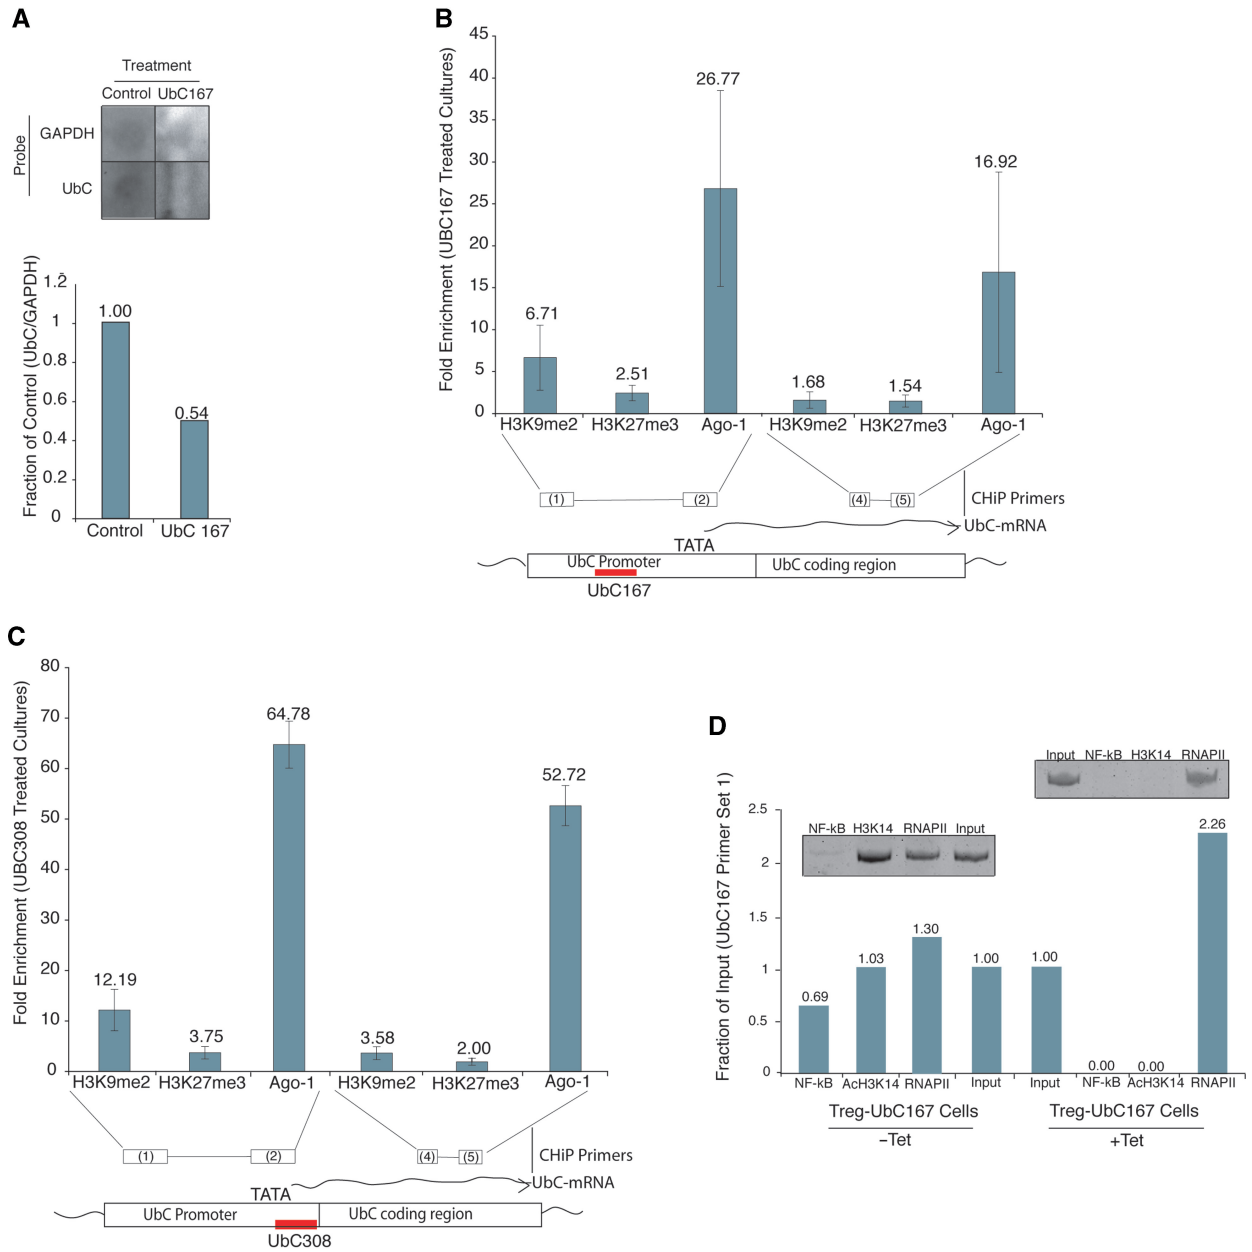 A
Treatment
Control UbC167
Probe
GAPDH
UbC
Fraction of Control (UbC/GAPDH)
1.2
1
0.8
0.6
0.4
0.2
0
1.00
0.54
Control UbC 167
B
Fold Enrichment (UBC167 Treated Cultures)
45
40
35
30
25
20
15
10
5
0
6.71
2.51
26.77
1.68
1.54
16.92
H3K9me2 H3K27me3 Ago-1 H3K9me2 H3K27me3 Ago-1
(1) (2) (4) (5) CHiP Primers
UbC-mRNA
TATA
UbC Promoter UbC coding region
UbC167
C
Fold Enrichment (UBC308 Treated Cultures)
80
70
60
50
40
30
20
10
0
12.19
3.75
64.78
3.58
2.00
52.72
H3K9me2 H3K27me3 Ago-1 H3K9me2 H3K27me3 Ago-1
(1) (2) (4) (5) CHiP Primers
UbC-mRNA
TATA
UbC Promoter UbC coding region
UbC308
D
Fraction of Input (UbC167 Primer Set 1)
Input NF-kB H3K14 RNAPII
NF-kB H3K14 RNAPII Input
2.5
2
1.5
1
0.5
0
0.69
1.03
1.30
1.00
1.00
0.00
0.00
2.26
NF-kB AcH3K14 RNAPII Input Input NF-kB AcH3K14 RNAPII
Treg-UbC167 Cells Treg-UbC167 Cells
–Tet +Tet